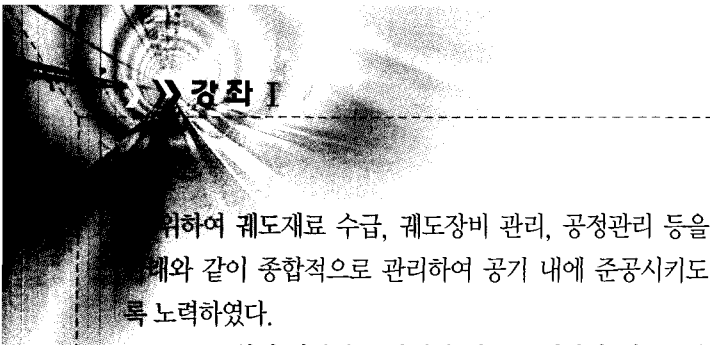 강좌 I
위하여 궤도재료 수급, 궤도장비 관리, 공정관리 등을
래와 같이 종합적으로 관리하여 공기 내에 준공시키도
록 노력하였다.